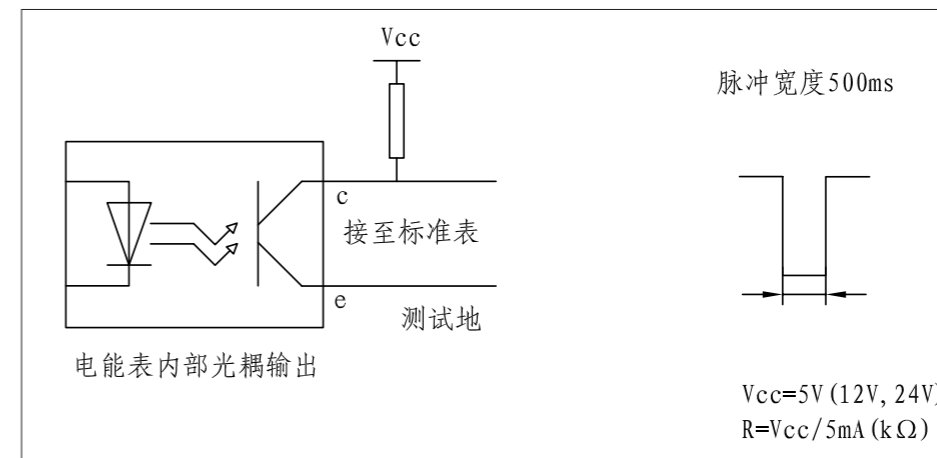 Vcc
脉冲宽度500ms
c
接至标准表
e
测试地
电能表内部光耦输出
Vcc=5V(12V,24V)
R=Vcc/5mA(kΩ)